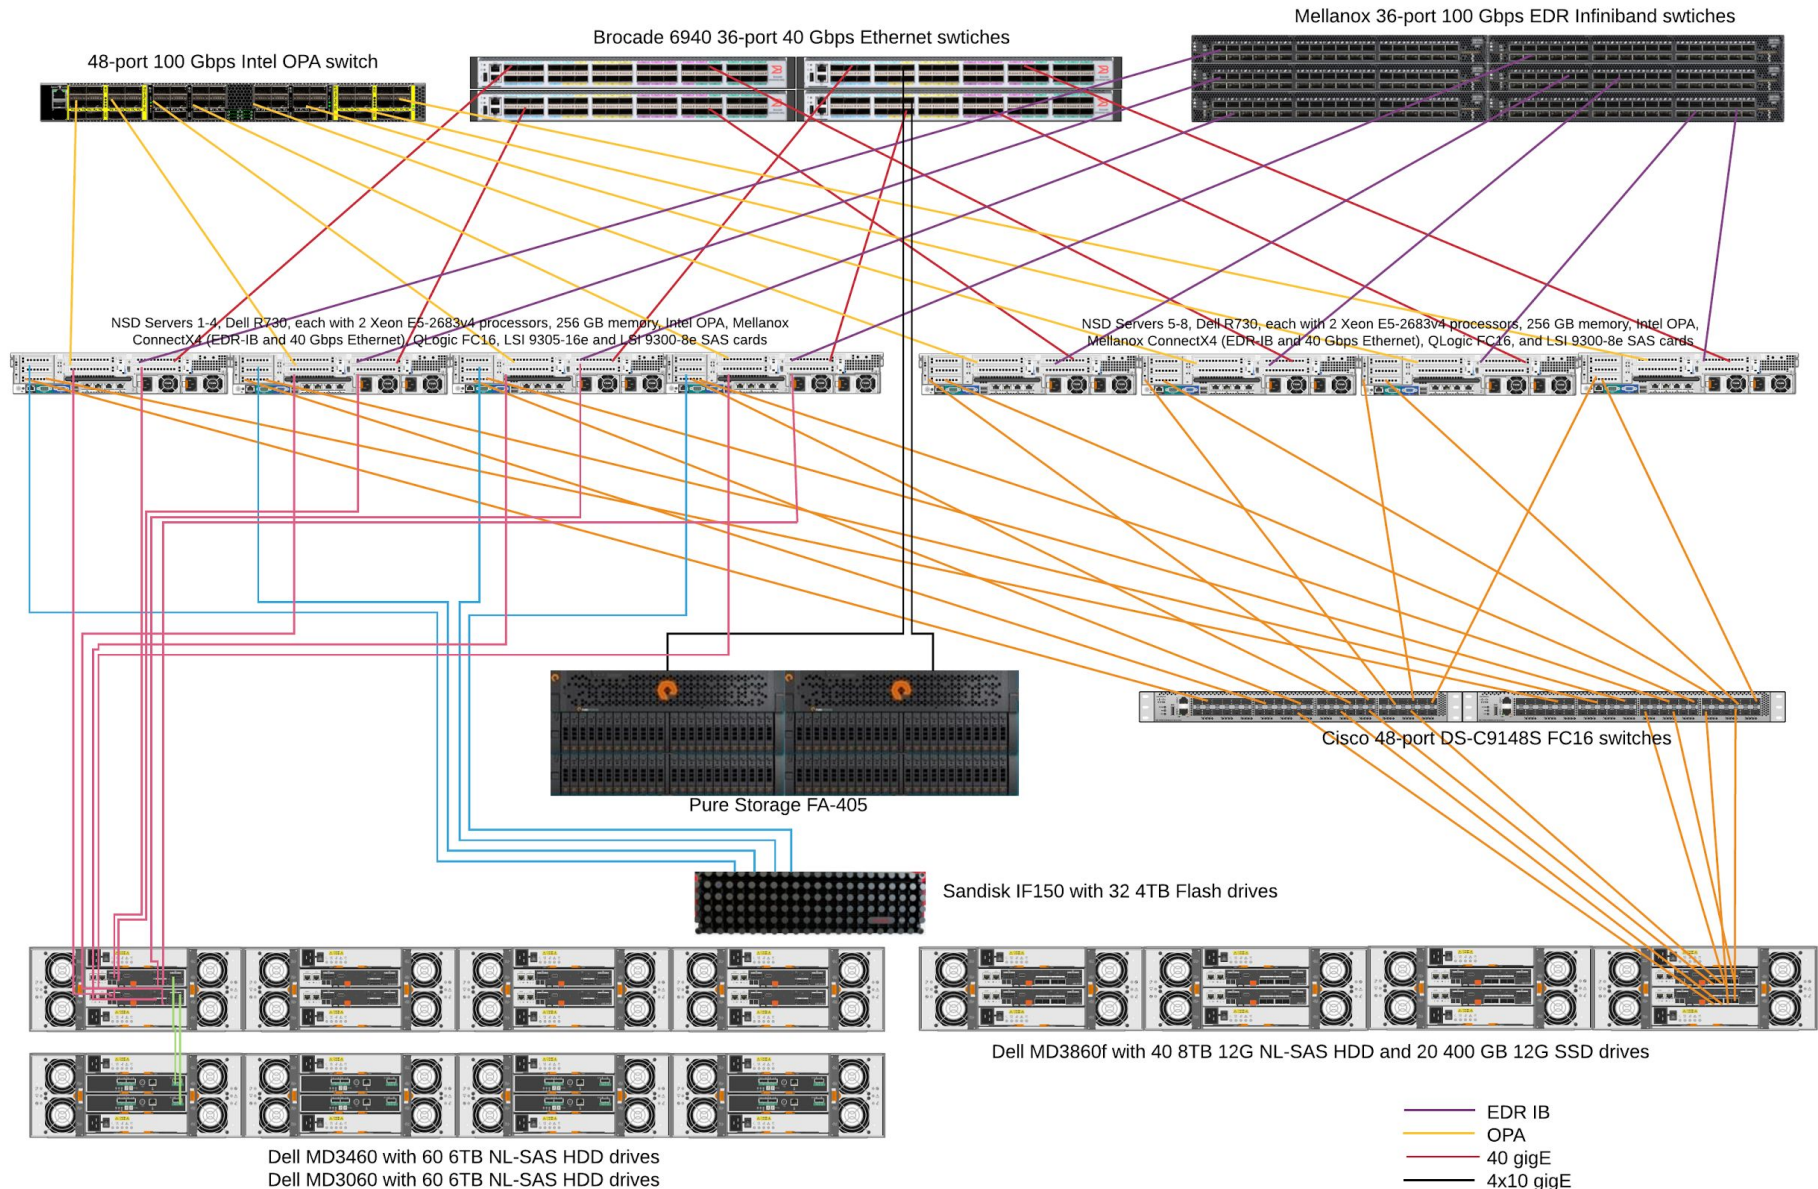 Mellanox 36-port 100 Gbps EDR Infiniband swtiches
Brocade 6940 36-port 40 Gbps Ethernet swtiches
48-port 100 Gbps Intel OPA switch
NSD Servers 1-4, Dell R730, each with 2 Xeon E5-2683v4 processors, 256 GB memory, Intel OPA, Mellanox
ConnectX4 (EDR-IB and 40 Gbps Ethernet), QLogic FC16, LSI 9305-16e and LSI 9300-8e SAS cards
NSD Servers 5-8, Dell R730, each with 2 Xeon E5-2683v4 processors, 256 GB memory, Intel OPA,
Mellanox ConnectX4 (EDR-IB and 40 Gbps Ethernet), QLogic FC16, and LSI 9300-8e SAS cards
Cisco 48-port DS-C9148S FC16 switches
Pure Storage FA-405
Sandisk IF150 with 32 4TB Flash drives
Dell MD3860f with 40 8TB 12G NL-SAS HDD and 20 400 GB 12G SSD drives
Dell MD3460 with 60 6TB NL-SAS HDD drives
Dell MD3060 with 60 6TB NL-SAS HDD drives
EDR IB
OPA
40 gigE
4x10 gigE